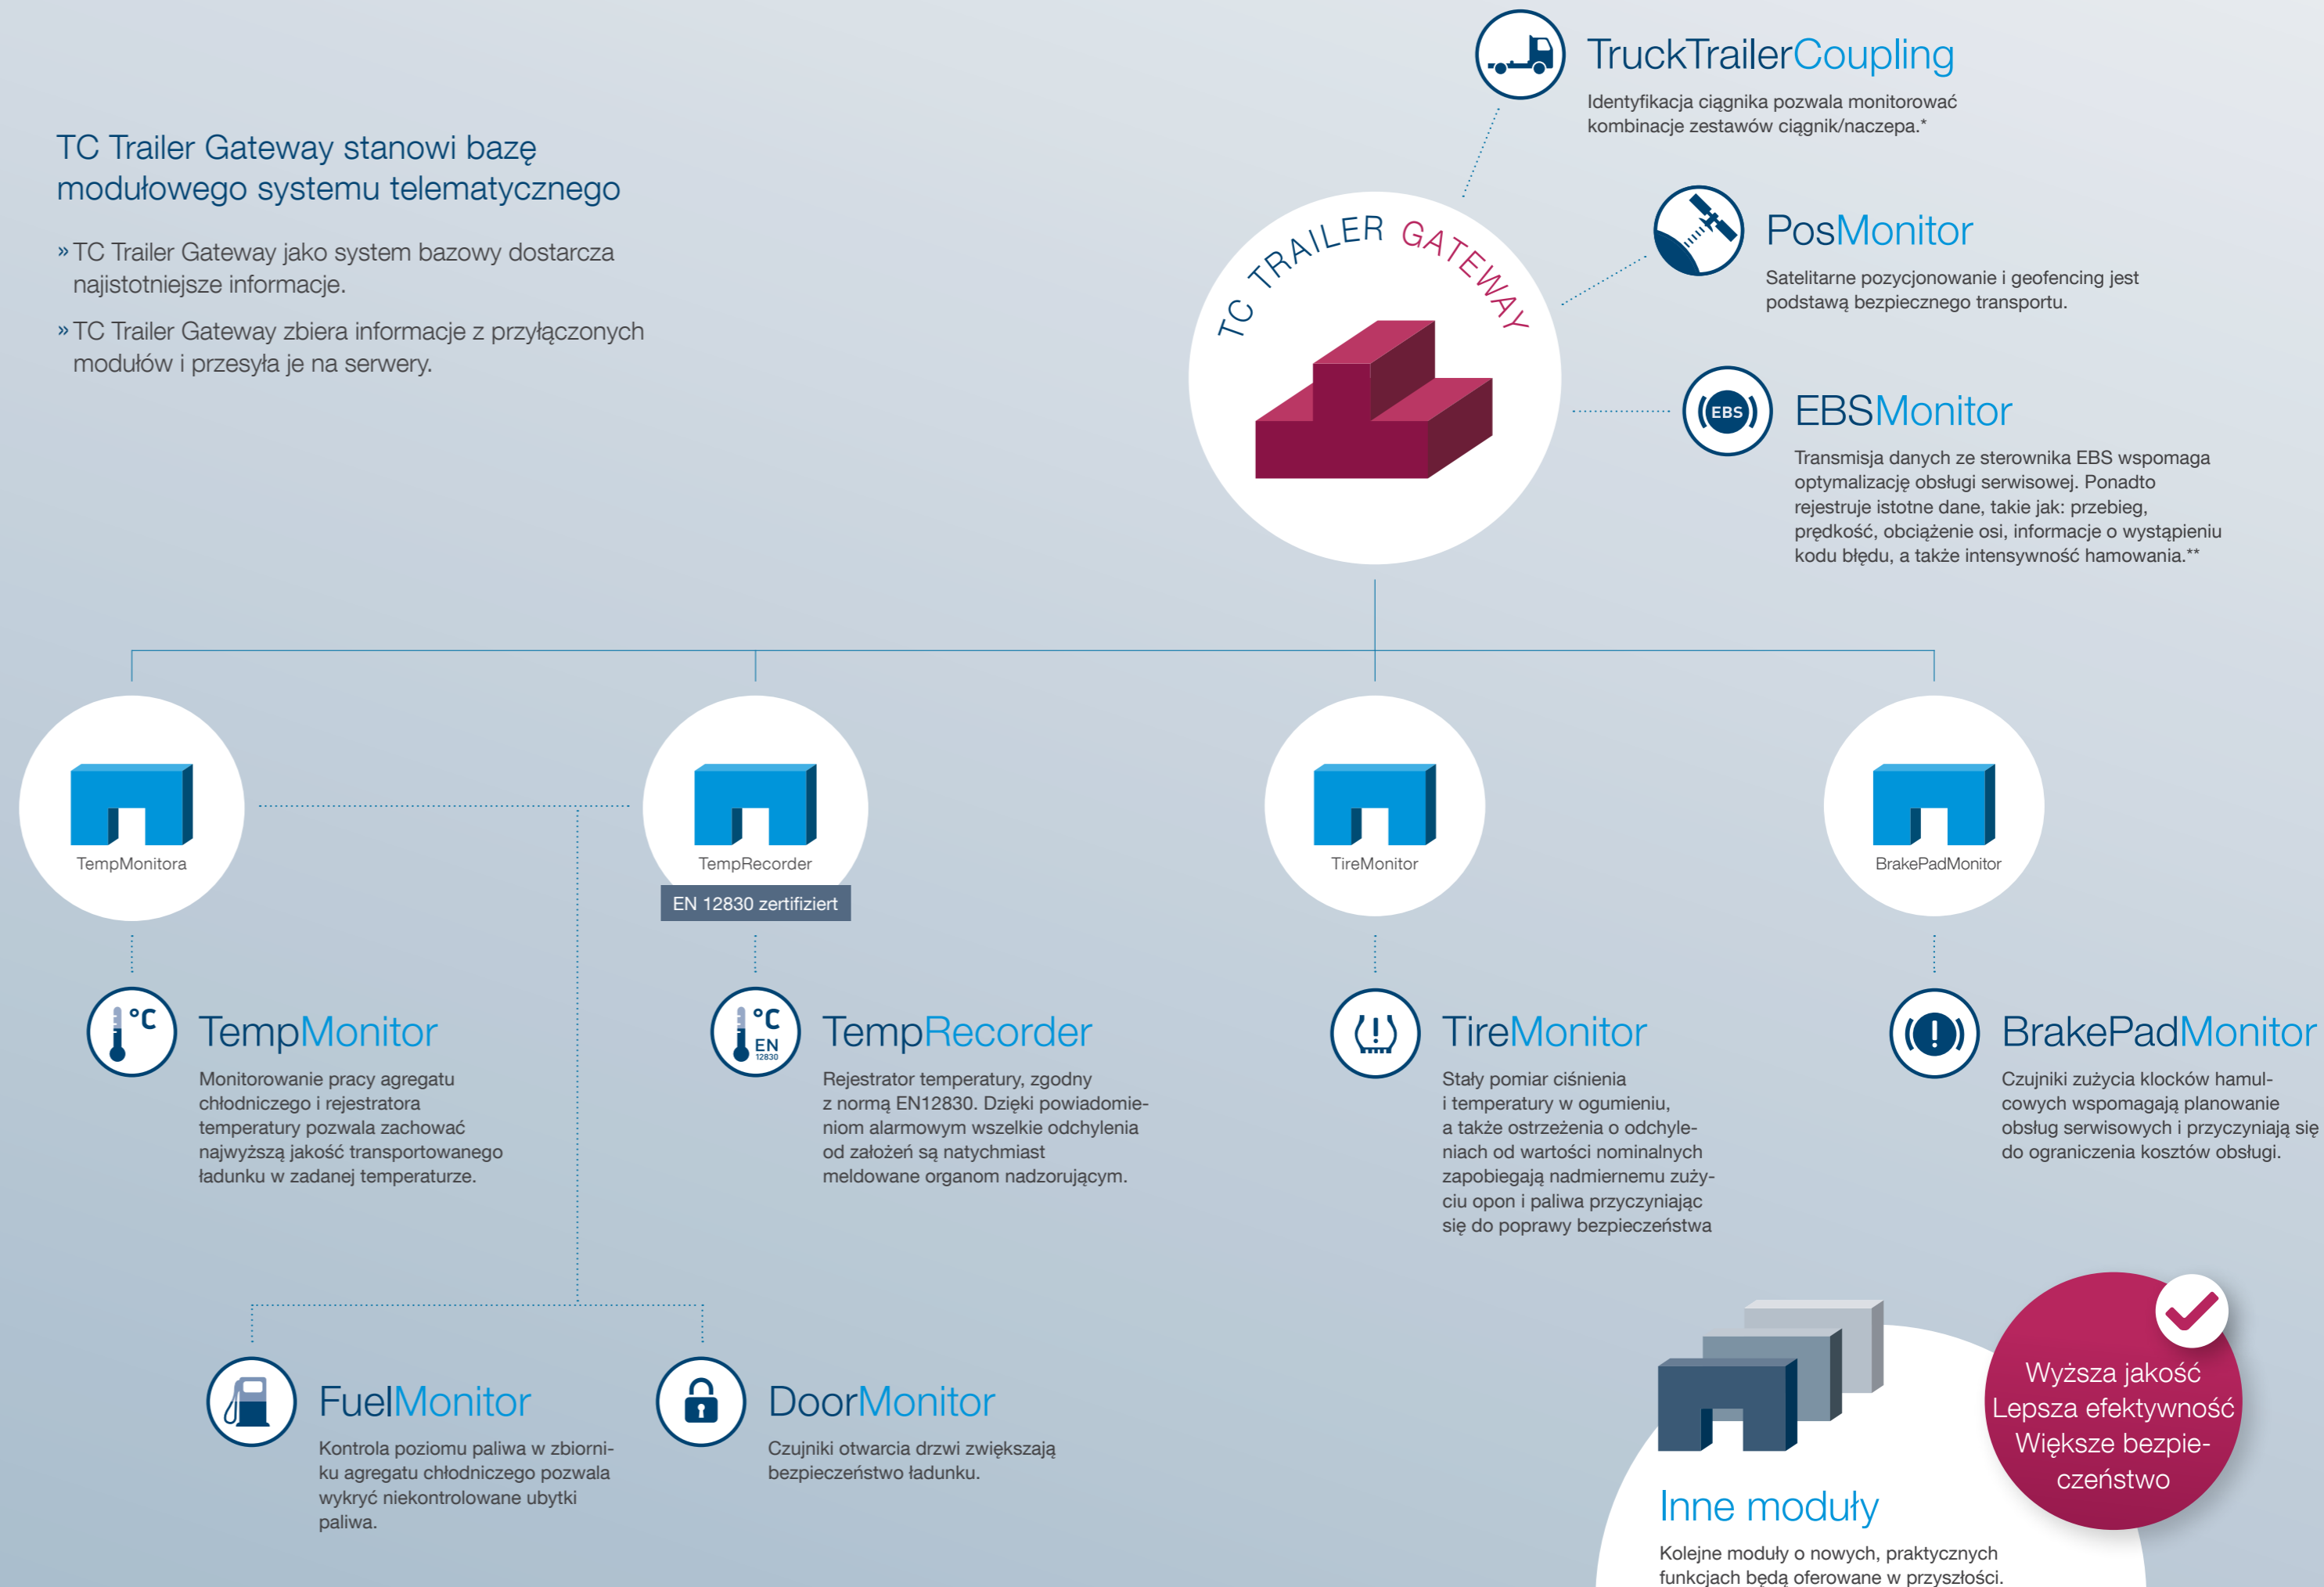 TC Trailer Gateway stanowi bazę
modułowego systemu telematycznego
» TC Trailer Gateway jako system bazowy dostarcza
najistotniejsze informacje.
» TC Trailer Gateway zbiera informacje z przyłączonych
modułów i przesyła je na serwery.
TC TRAILER GATEWAY
TruckTrailerCoupling
Identyfikacja ciągnika pozwala monitorować
kombinacje zestawów ciągnik/naczepa.*
PosMonitor
Satelitarne pozycjonowanie i geofencing jest
podstawą bezpiecznego transportu.
EBS
EBSMonitor
Transmisja danych ze sterownika EBS wspomaga
optymalizację obsługi serwisowej. Ponadto
rejestruje istotne dane, takie jak: przebieg,
prędkość, obciążenie osi, informacje o wystąpieniu
kodu błędu, a także intensywność hamowania.**
TempMonitora
TempRecorder
EN 12830 zertifiziert
TireMonitor
BrakePadMonitor
°C
TempMonitor
Monitorowanie pracy agregatu
chłodniczego i rejestratora
temperatury pozwala zachować
najwyższą jakość transportowanego
ładunku w zadanej temperaturze.
°C
EN
12830
TempRecorder
Rejestrator temperatury, zgodny
z normą EN12830. Dzięki powiadomie-
niom alarmowym wszelkie odchylenia
od założeń są natychmiast
meldowane organom nadzorującym.
TireMonitor
Stały pomiar ciśnienia
i temperatury w ogumieniu,
a także ostrzeżenia o odchyle-
niach od wartości nominalnych
zapobiegają nadmiernemu zuży-
ciu opon i paliwa przyczyniając
się do poprawy bezpieczeństwa
BrakePadMonitor
Czujniki zużycia klocków hamul-
cowych wspomagają planowanie
obsług serwisowych i przyczyniają się
do ograniczenia kosztów obsługi.
FuelMonitor
Kontrola poziomu paliwa w zbiorni-
ku agregatu chłodniczego pozwala
wykryć niekontrolowane ubytki
paliwa.
DoorMonitor
Czujniki otwarcia drzwi zwiększają
bezpieczeństwo ładunku.
Wyższa jakość
Lepsza efektywność
Większe bezpie-
czeństwo
Inne moduły
Kolejne moduły o nowych, praktycznych
funkcjach będą oferowane w przyszłości.